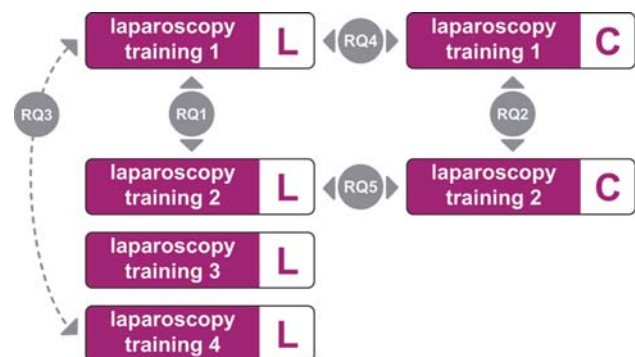 laparoscopy
training 1
L
RQ4
laparoscopy
training 1
C
RQ3
RQ1
RQ2
laparoscopy
training 2
L
RQ5
laparoscopy
training 2
C
laparoscopy
training 3
L
laparoscopy
training 4
L